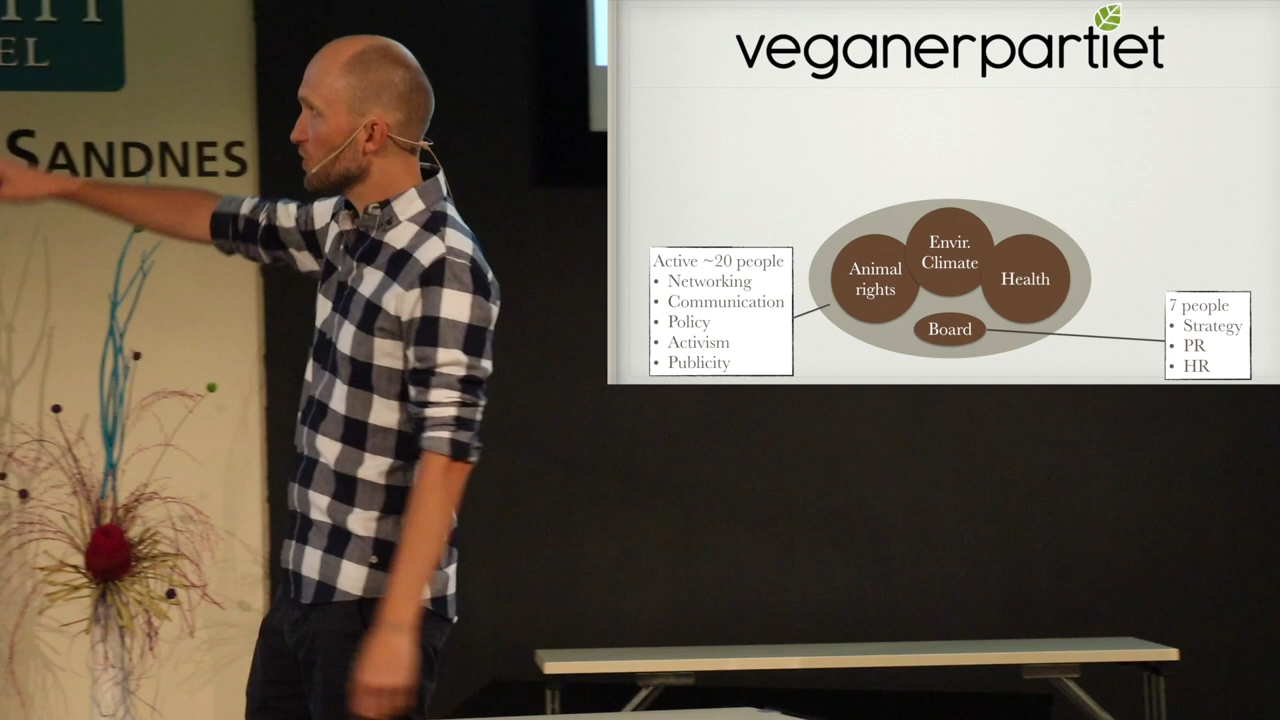 EL
SANDNES
veganerpartiet
Active ~20 people
• Networking
• Communication
• Policy
• Activism
• Publicity
Animal
rights
Envir.
Climate
Health
Board
7 people
• Strategy
• PR
• HR